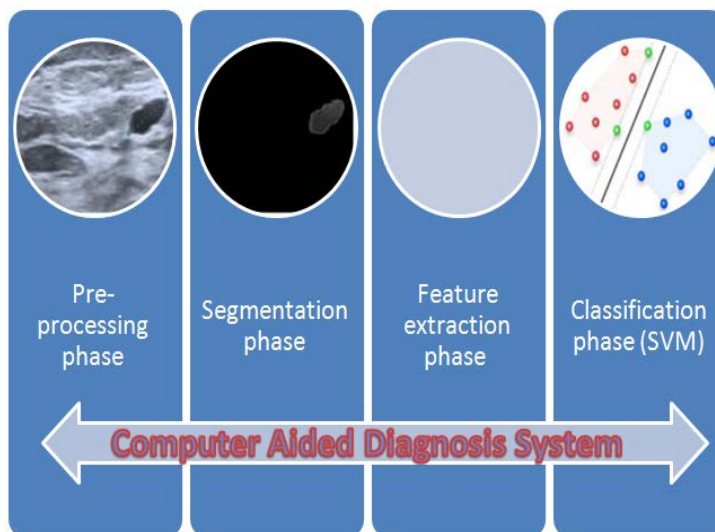 Pre-
processing
phase
Segmentation
phase
Feature
extraction
phase
Classification
phase (SVM)
Computer Aided Diagnosis System